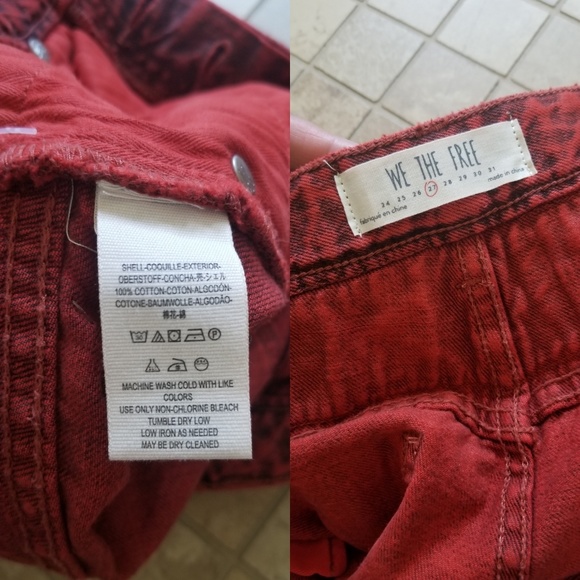 SHELL-COQUILLE-EXTERIOR-
OBERSTOFF-CONCHA-売-シェル
100% COTTON-COTON-ALGODÓN-
COTONE-BAUMWOLLE-ALGODÃO-
棉花-綿
MACHINE WASH COLD WITH LIKE
COLORS
USE ONLY NON-CHLORINE BLEACH
TUMBLE DRY LOW
LOW IRON AS NEEDED
MAY BE DRY CLEANED
WE THE FREE
24 25 26 27 28 29 30 31
fabriqué en chine
made in china